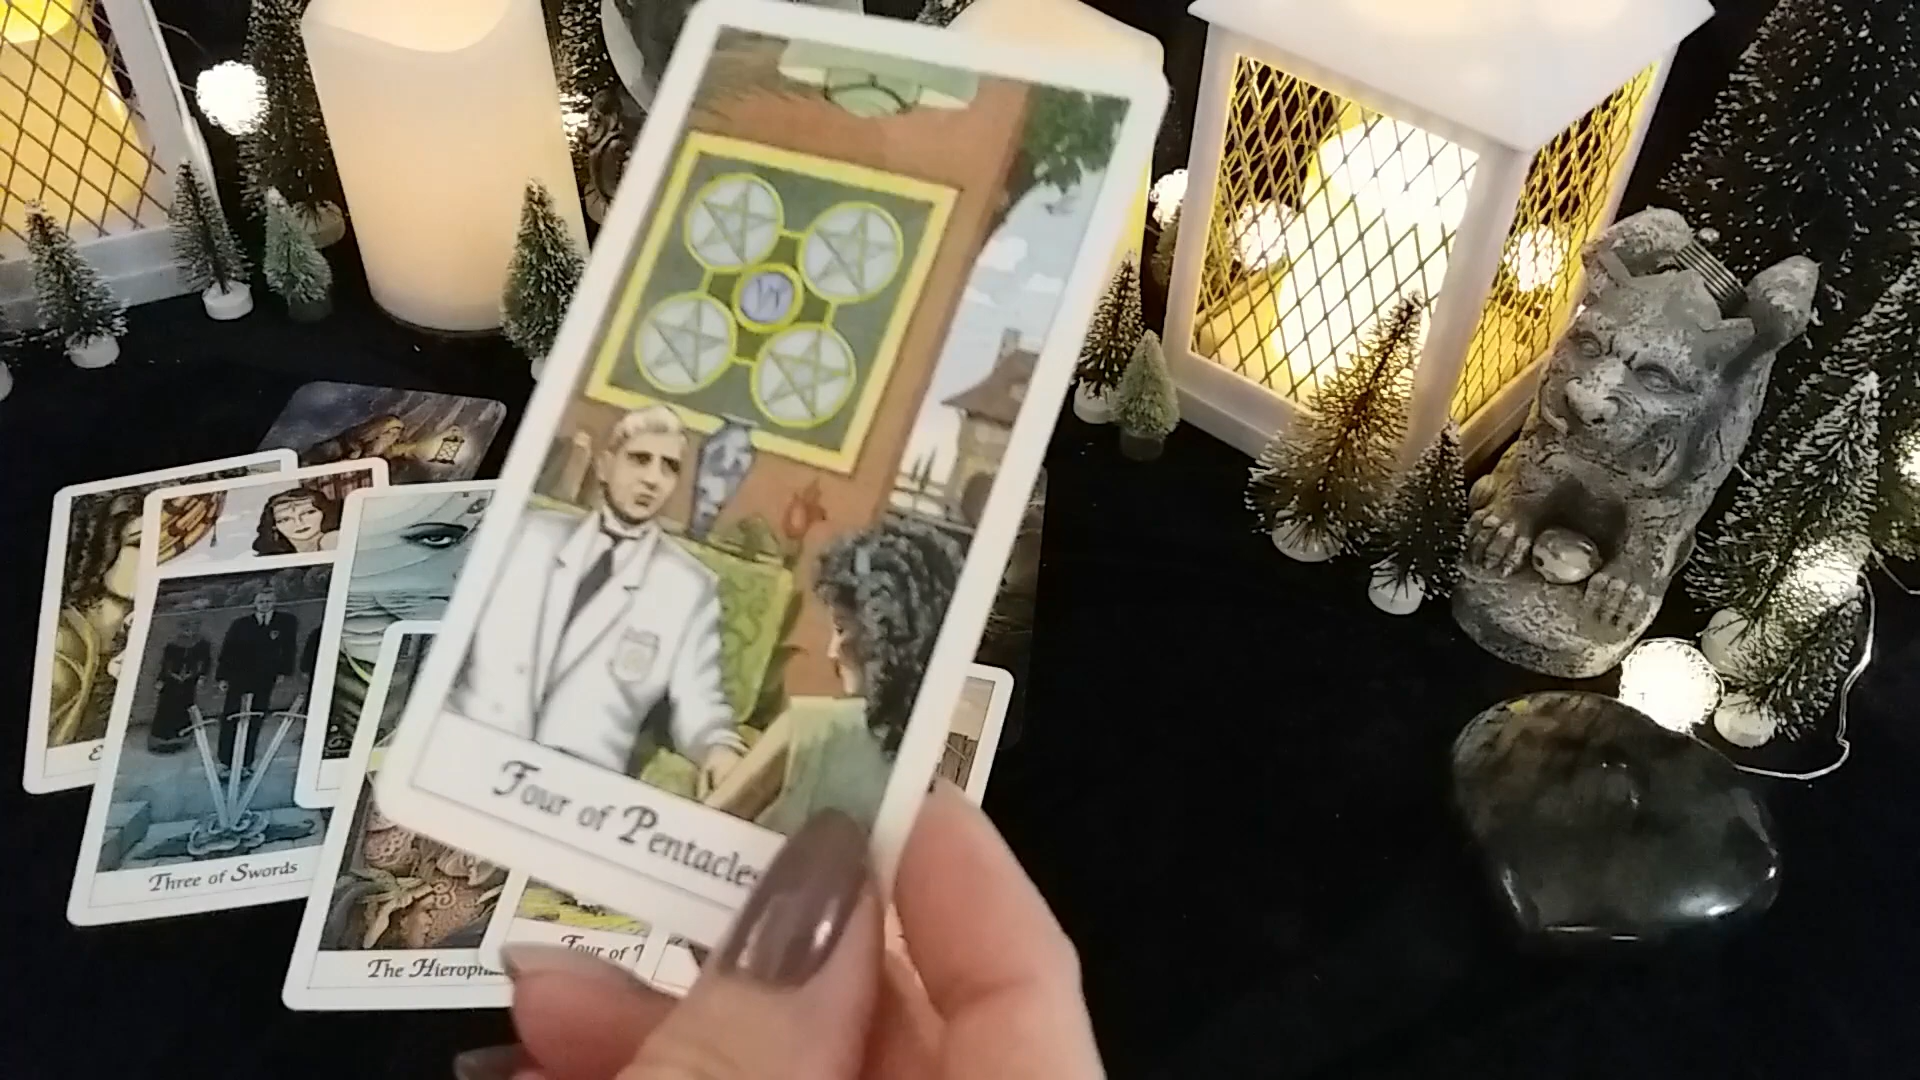 Four of Pentacles
Three of Swords
The Hieroph
Four of